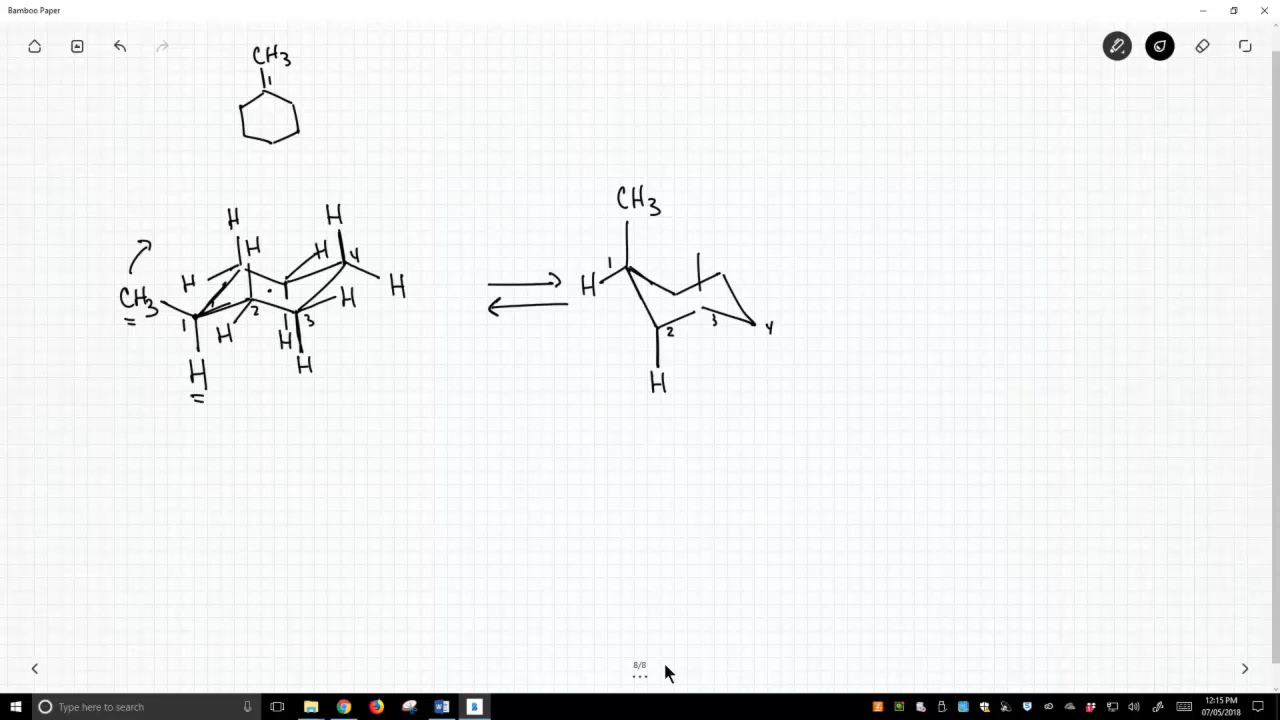 Bamboo Paper
CH3
1
H H
H H Y
H
CH3 H H
1 2 3
H H
H H
CH3
1
H
2 3 4
H
8/8
Type here to search
12:15 PM
07/05/2018